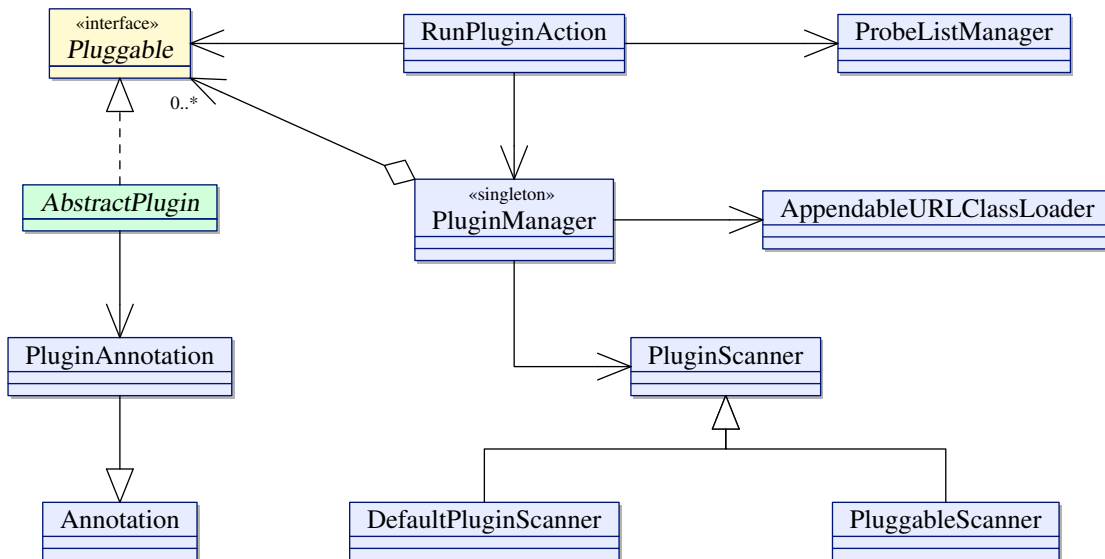 «interface»
Pluggable
RunPluginAction
ProbeListManager
0..*
AbstractPlugin
«singleton»
PluginManager
AppendableURLClassLoader
PluginAnnotation
PluginScanner
Annotation
DefaultPluginScanner
PluggableScanner